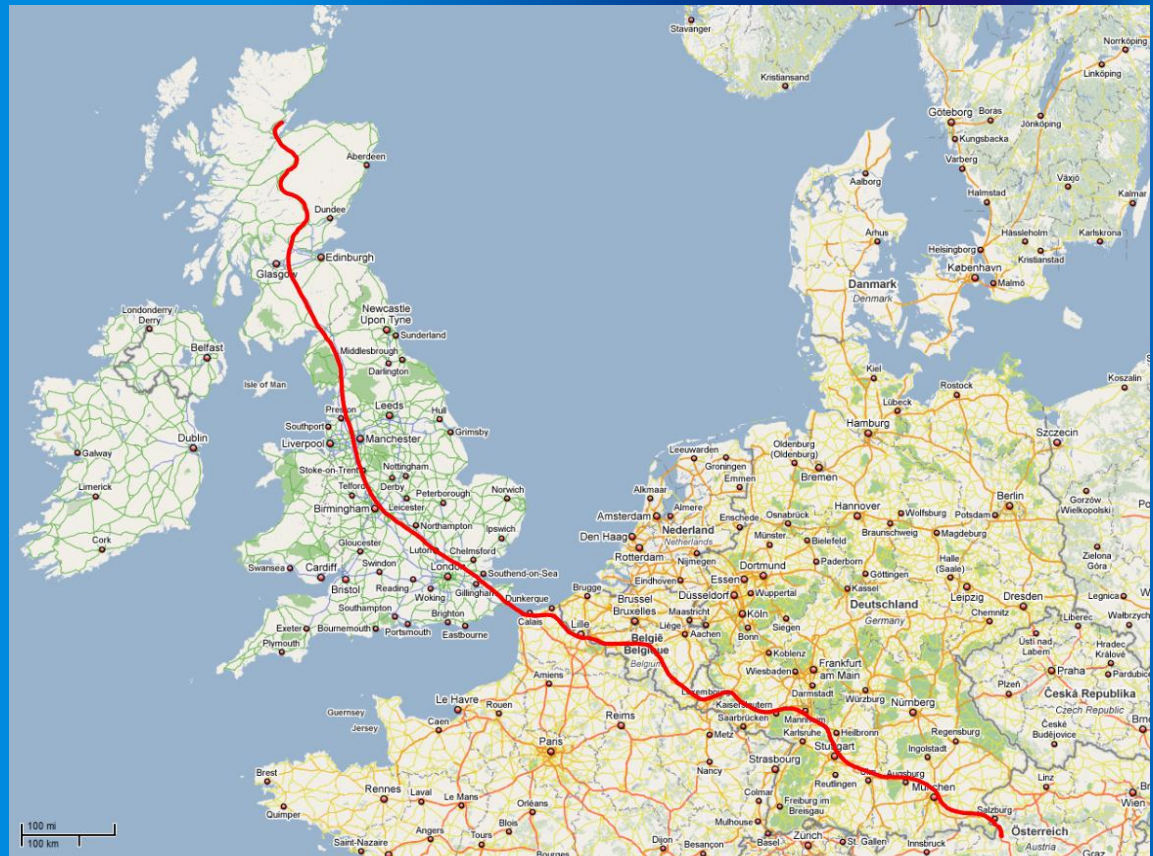 Stavanger
Kristiansand
Norrköping
Linköping
Göteborg
Boras
Jönköping
Kungsbacka
Varberg
Växjö
Halmstad
Kalmar
Aberdeen
Aalborg
Dundee
Arhus
Hässleholm
Karlskrona
Helsingborg
Kristianstad
Edinburgh
Glasgow
København
Malmö
Danmark
Denmark
Londonderry /
Derry
Newcastle
Upon Tyne
Sunderland
Belfast
Middlesbrough
Darlington
Isle of Man
Kiel
Rostock
Koszalin
Preston
Leeds
Hull
Lübeck
Southport
Grimsby
Hamburg
Liverpool
Manchester
Dublin
Galway
Szczecin
Leeuwarden
Oldenburg
(Oldenburg)
Groningen
Bremen
Emmen
Stoke-on-Trent
Nottingham
Derby
Telford
Leicester
Peterborough
Norwich
Limerick
Birmingham
Alkmaar
Almere
Amsterdam
Nederland
Netherlands
Enschede
Osnabrück
Hannover
Wolfsburg
Braunschweig
Magdeburg
Potsdam
Berlin
Gorzów
Wielkopolski
Northampton
Ipswich
Cork
Den Haag
Rotterdam
Nijmegen
Münster
Bielefeld
Paderborn
Gloucester
Luton
Chelmsford
Swansea
Cardiff
Swindon
London
Southend-on-Sea
Bristol
Reading
Woking
Gillingham
Eindhoven
Essen
Dortmund
Göttingen
Halle
(Saale)
Leipzig
Zielona
Góra
Brugge
Düsseldorf
Wuppertal
Kassel
Dresden
Legnica
Southampton
Dunkerque
Brussel
Bruxelles
Maastricht
Köln
Deutschland
Germany
Chemnitz
Liberec
Wałbrzych
Exeter
Bournemouth
Portsmouth
Brighton
Eastbourne
Calais
Lille
Liège
Aachen
Bonn
Siegen
Plymouth
België
Belgique
Belgium
Koblenz
Ústí nad
Labem
Hradec
Králové
Wiesbaden
Frankfurt
am Main
Praha
Pardubice
Amiens
Darmstadt
Plzeň
Česká Republika
Czech Republic
Guernsey
Jersey
Le Havre
Rouen
Luxembourg
Kaiserslautern
Mannheim
Würzburg
Nürnberg
Caen
Reims
Saarbrücken
Karlsruhe
Heilbronn
České
Budějovice
Metz
Regensburg
Paris
Stuttgart
Ingolstadt
Nancy
Strasbourg
Reutlingen
Augsburg
Brest
Quimper
Rennes
Laval
Le Mans
Colmar
Freiburg im
Breisgau
München
Linz
Wien
Orléans
Salzburg
Angers
Blois
Tours
Mulhouse
Österreich
Austria
Saint-Nazaire
Bourges
Dijon
Besançon
Basel
Zürich
St. Gallen
Innsbruck
Graz
100 mi
100 km